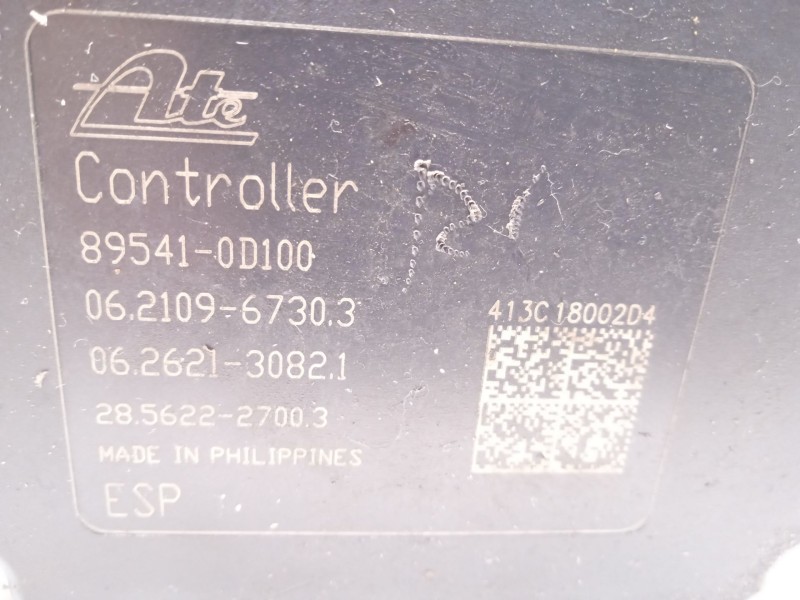 Ate
Controller
89541-0D100
06.2109-6730.3
413C18002D4
06.2621-3082.1
28.5622-2700.3
MADE IN PHILIPPINES
ESP